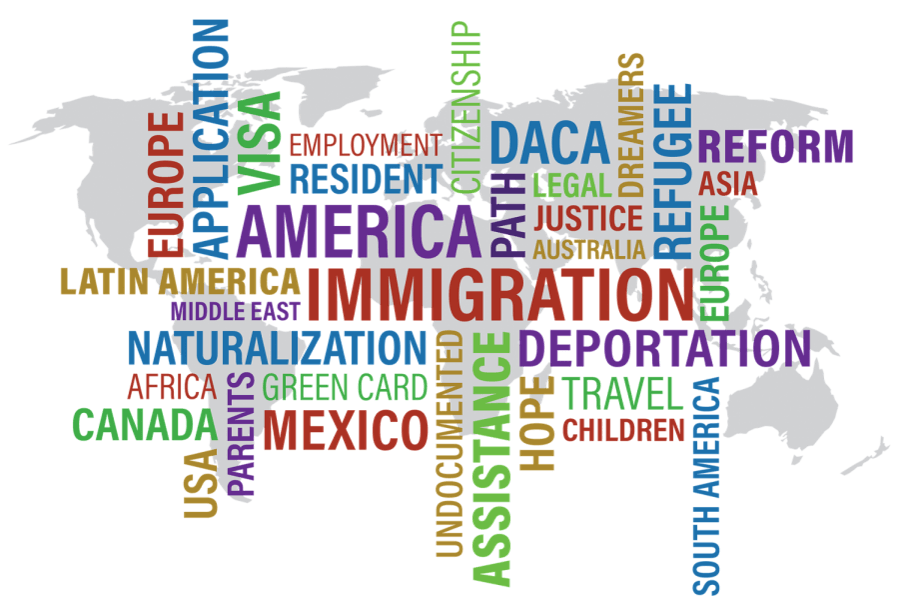 EUROPE
APPLICATION
VISA
EMPLOYMENT
RESIDENT
CITIZENSHIP
DACA
DREAMERS
REFUGEE
REFORM
LEGAL
ASIA
AMERICA
PATH
JUSTICE
AUSTRALIA
EUROPE
LATIN AMERICA
MIDDLE EAST
IMMIGRATION
NATURALIZATION
UNDOCUMENTED
ASSISTANCE
DEPORTATION
AFRICA
PARENTS
GREEN CARD
HOPE
TRAVEL
CANADA
MEXICO
CHILDREN
SOUTH AMERICA
USA